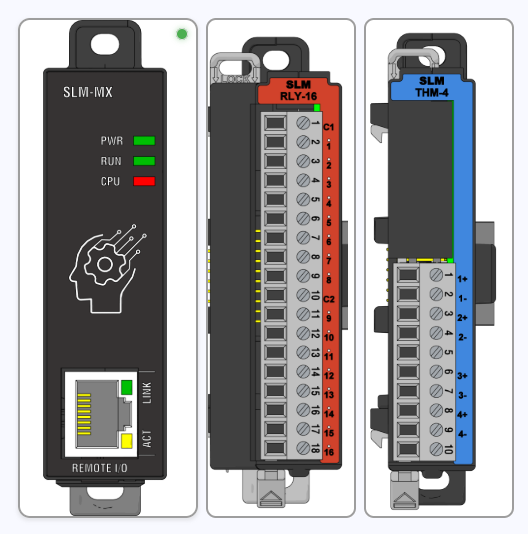 SLM-MX
PWR
RUN
CPU
LINK
ACT
REMOTE I/O
LOCK
SLM
RLY-16
1 C1
2 1
3 2
4 3
5 4
6 5
7 6
8 7
9 8
10 C2
11 9
12 10
13 11
14 12
15 13
16 14
17 15
18 16
SLM
THM-4
1 1+
2 1-
3 2+
4 2-
5
6 3+
7 3-
8 4+
9 4-
10